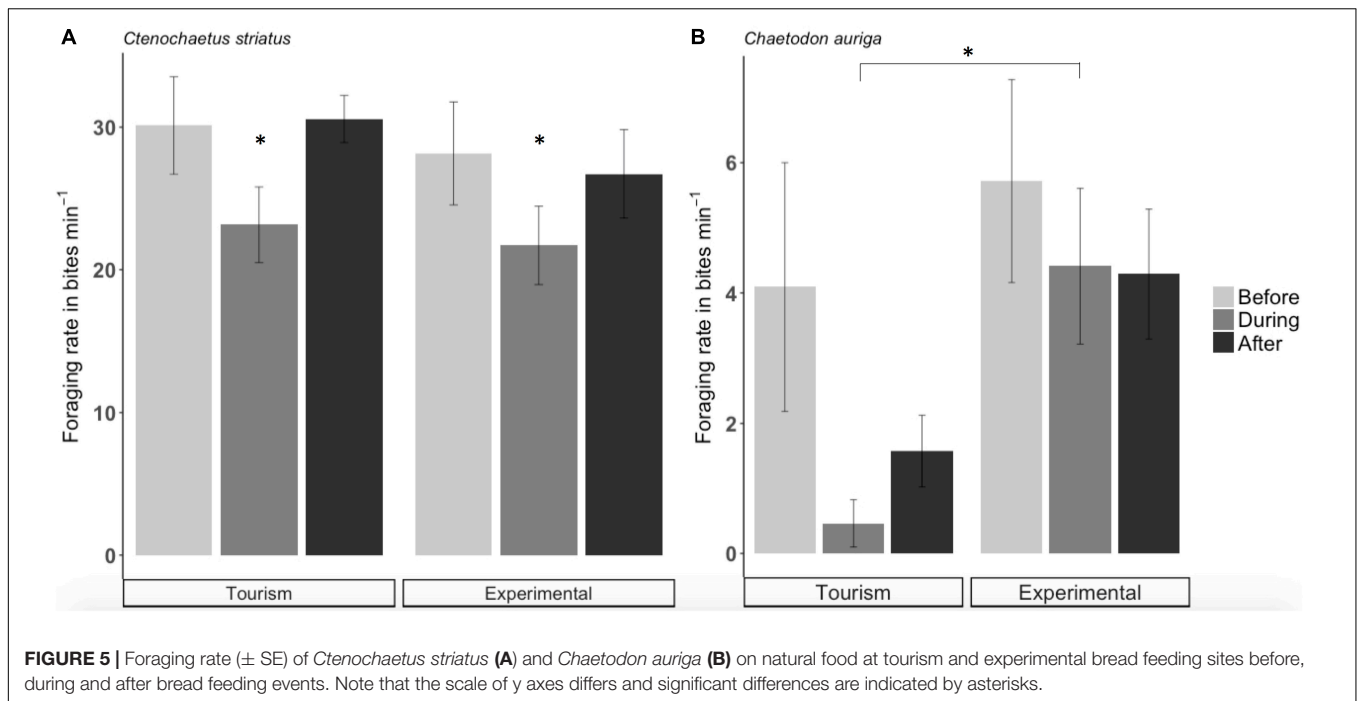 A
Ctenochaetus striatus
Foraging rate in bites min⁻¹
30
20
10
0
*
*
Tourism
Experimental
B
Chaetodon auriga
*
Foraging rate in bites min⁻¹
6
4
2
0
Tourism
Experimental
Before
During
After
FIGURE 5 | Foraging rate (± SE) of Ctenochaetus striatus (A) and Chaetodon auriga (B) on natural food at tourism and experimental bread feeding sites before,
during and after bread feeding events. Note that the scale of y axes differs and significant differences are indicated by asterisks.